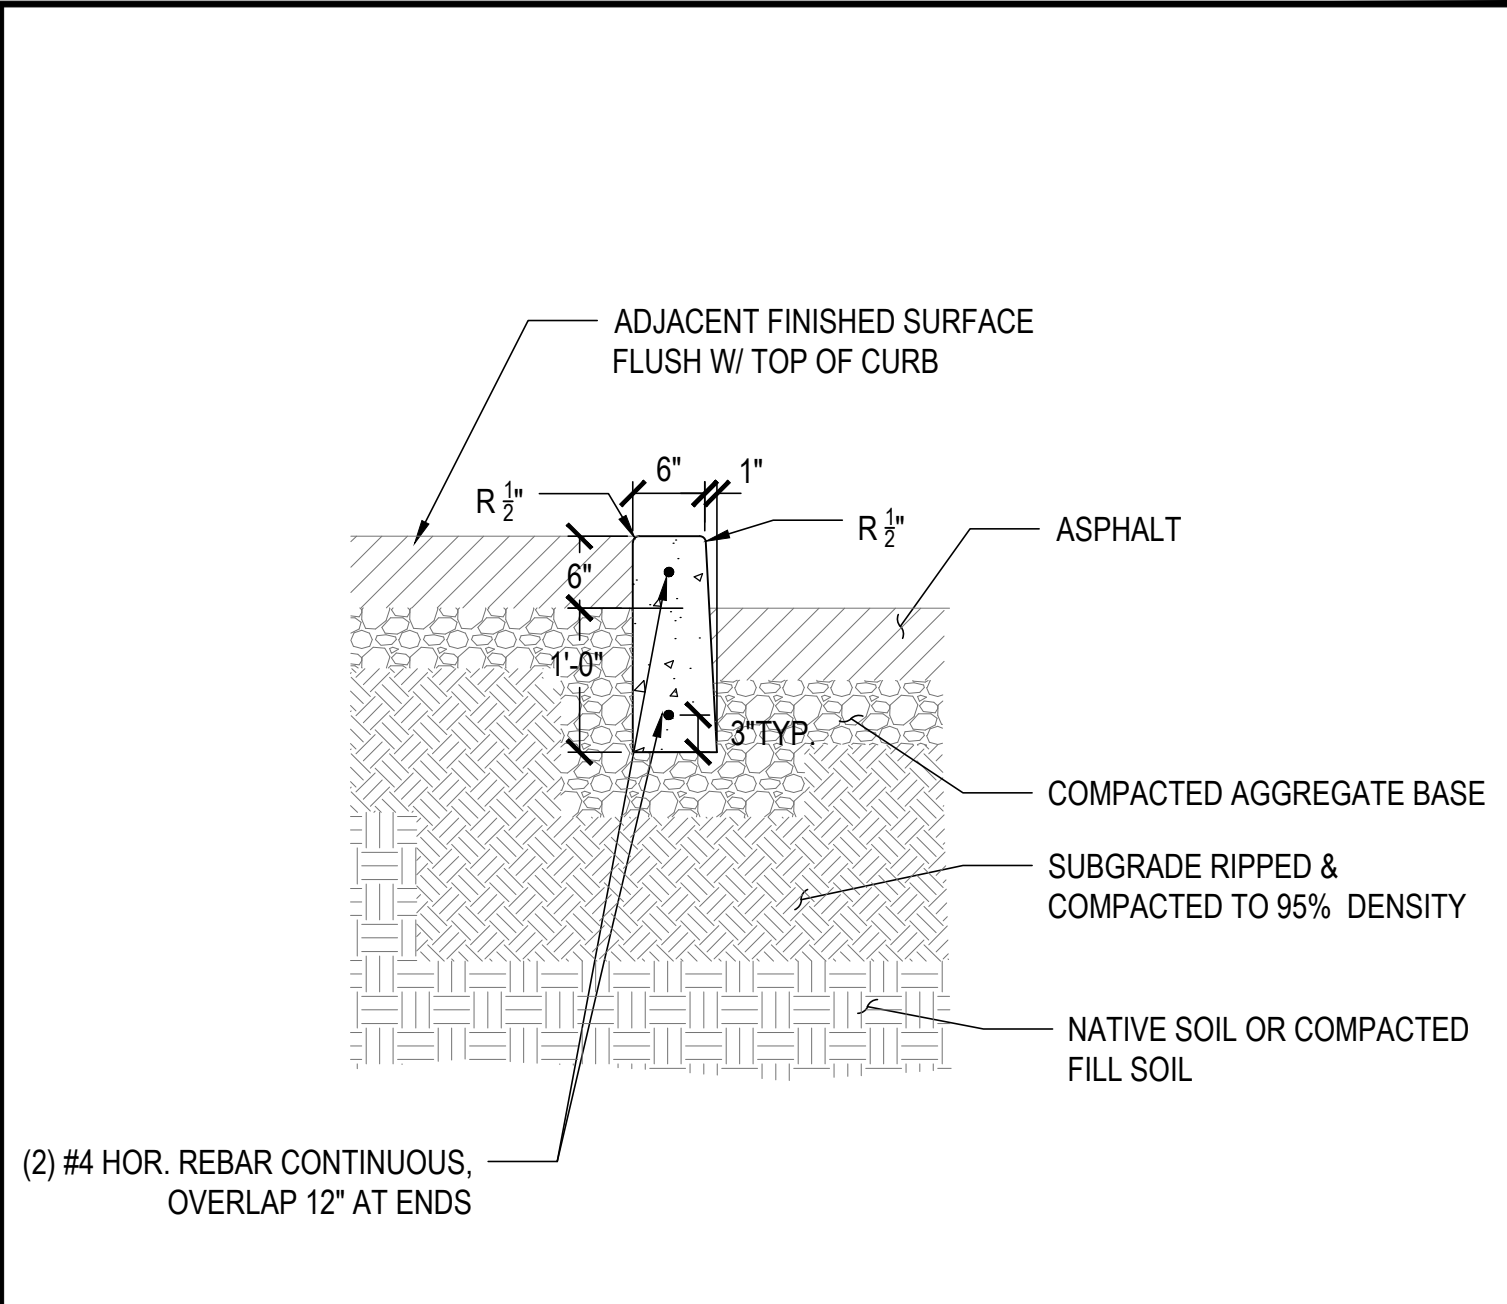 ADJACENT FINISHED SURFACE
FLUSH W/ TOP OF CURB
6"
1"
R 1/2"
R 1/2"
ASPHALT
6"
1'-0"
3"TYP.
COMPACTED AGGREGATE BASE
SUBGRADE RIPPED &
COMPACTED TO 95% DENSITY
NATIVE SOIL OR COMPACTED
FILL SOIL
(2) #4 HOR. REBAR CONTINUOUS,
OVERLAP 12" AT ENDS